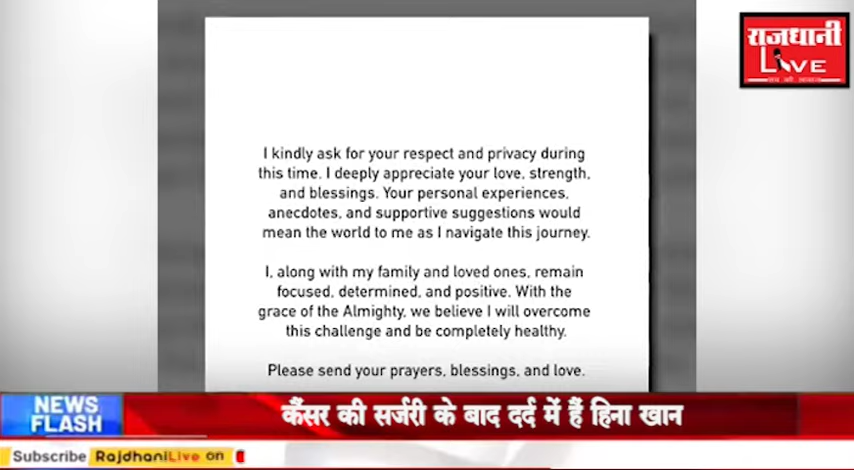 राजधानी
LIVE
I kindly ask for your respect and privacy during
this time. I deeply appreciate your love, strength,
and blessings. Your personal experiences,
anecdotes, and supportive suggestions would
mean the world to me as I navigate this journey.
I, along with my family and loved ones, remain
focused, determined, and positive. With the
grace of the Almighty, we believe I will overcome
this challenge and be completely healthy.
Please send your prayers, blessings, and love.
NEWS
FLASH
कैंसर की सर्जरी के बाद दर्द में हैं हिना खान
Subscribe RajdhaniLive on